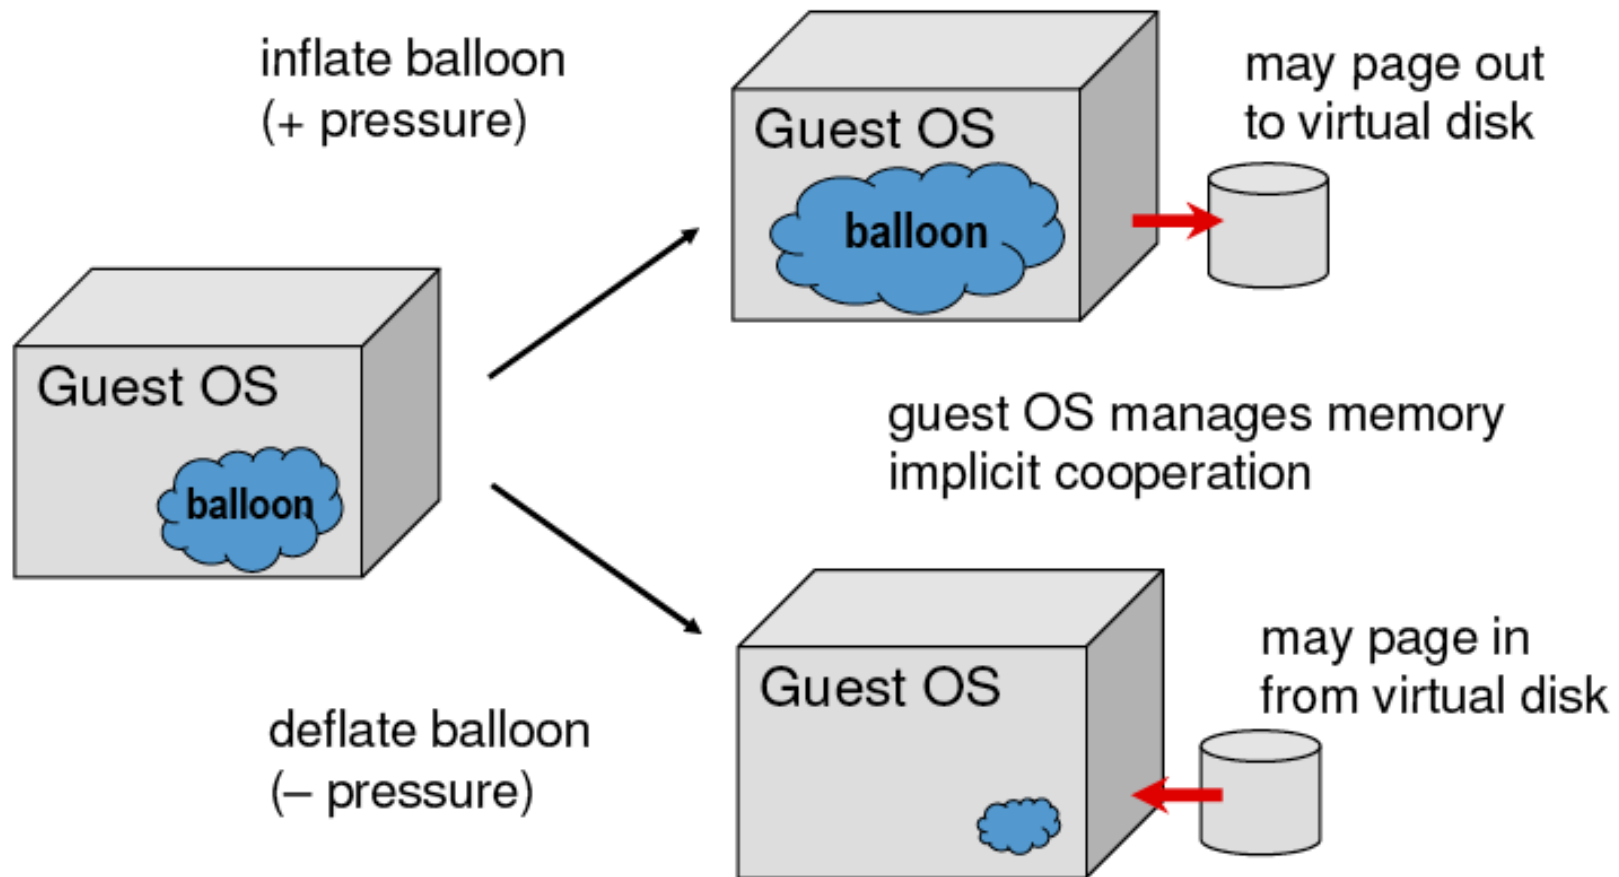 inflate balloon
(+ pressure)
Guest OS
balloon
may page out
to virtual disk
Guest OS
balloon
guest OS manages memory
implicit cooperation
deflate balloon
(– pressure)
Guest OS
may page in
from virtual disk